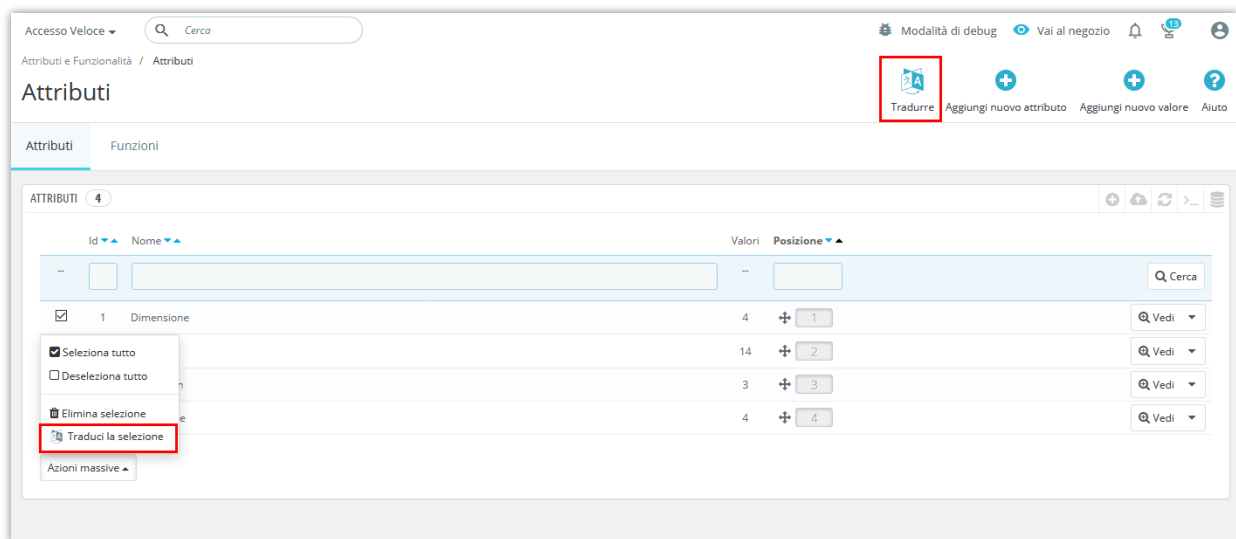 Accesso Veloce Cerca Modalità di debug Vai al negozio 13
Attributi e Funzionalità / Attributi
Attributi
Tradurre Aggiungi nuovo attributo Aggiungi nuovo valore Aiuto
Attributi Funzioni
ATTRIBUTI 4
Id Nome Valori Posizione
-- -- Cerca
1 Dimensione 4 1 Vedi
Seleziona tutto 14 2 Vedi
Deseleziona tutto
n 3 3 Vedi
Elimina selezione e 4 4 Vedi
Traduci la selezione
Azioni massive